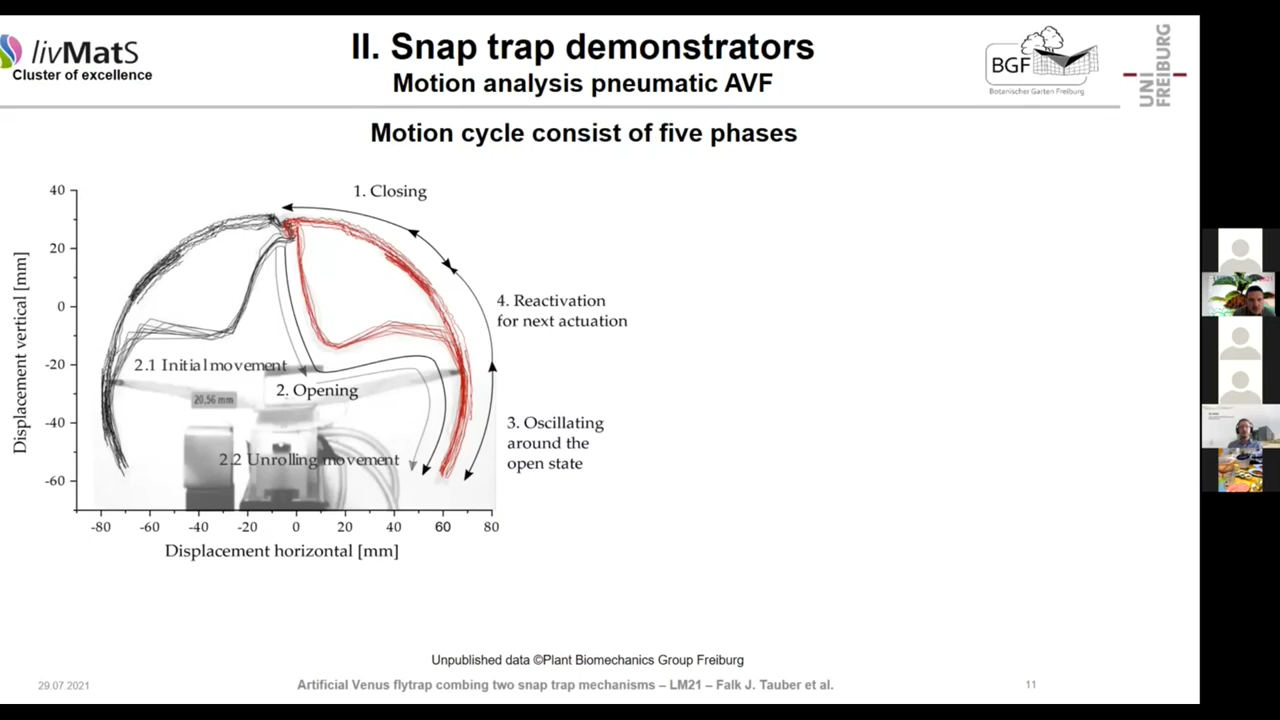 livMatS
Cluster of excellence
II. Snap trap demonstrators
Motion analysis pneumatic AVF
BGF
Botanischer Garten Freiburg
UNI
FREIBURG
Motion cycle consist of five phases
40
20
0
-20
-40
-60
Displacement vertical [mm]
1. Closing
4. Reactivation
for next actuation
2.1 Initial movement
2. Opening
20,56 mm
3. Oscillating
around the
open state
2.2 Unrolling movement
-80
-60
-40
-20
0
20
40
60
80
Displacement horizontal [mm]
Unpublished data ©Plant Biomechanics Group Freiburg
29.07.2021
Artificial Venus flytrap combing two snap trap mechanisms – LM21 – Falk J. Tauber et al.
11